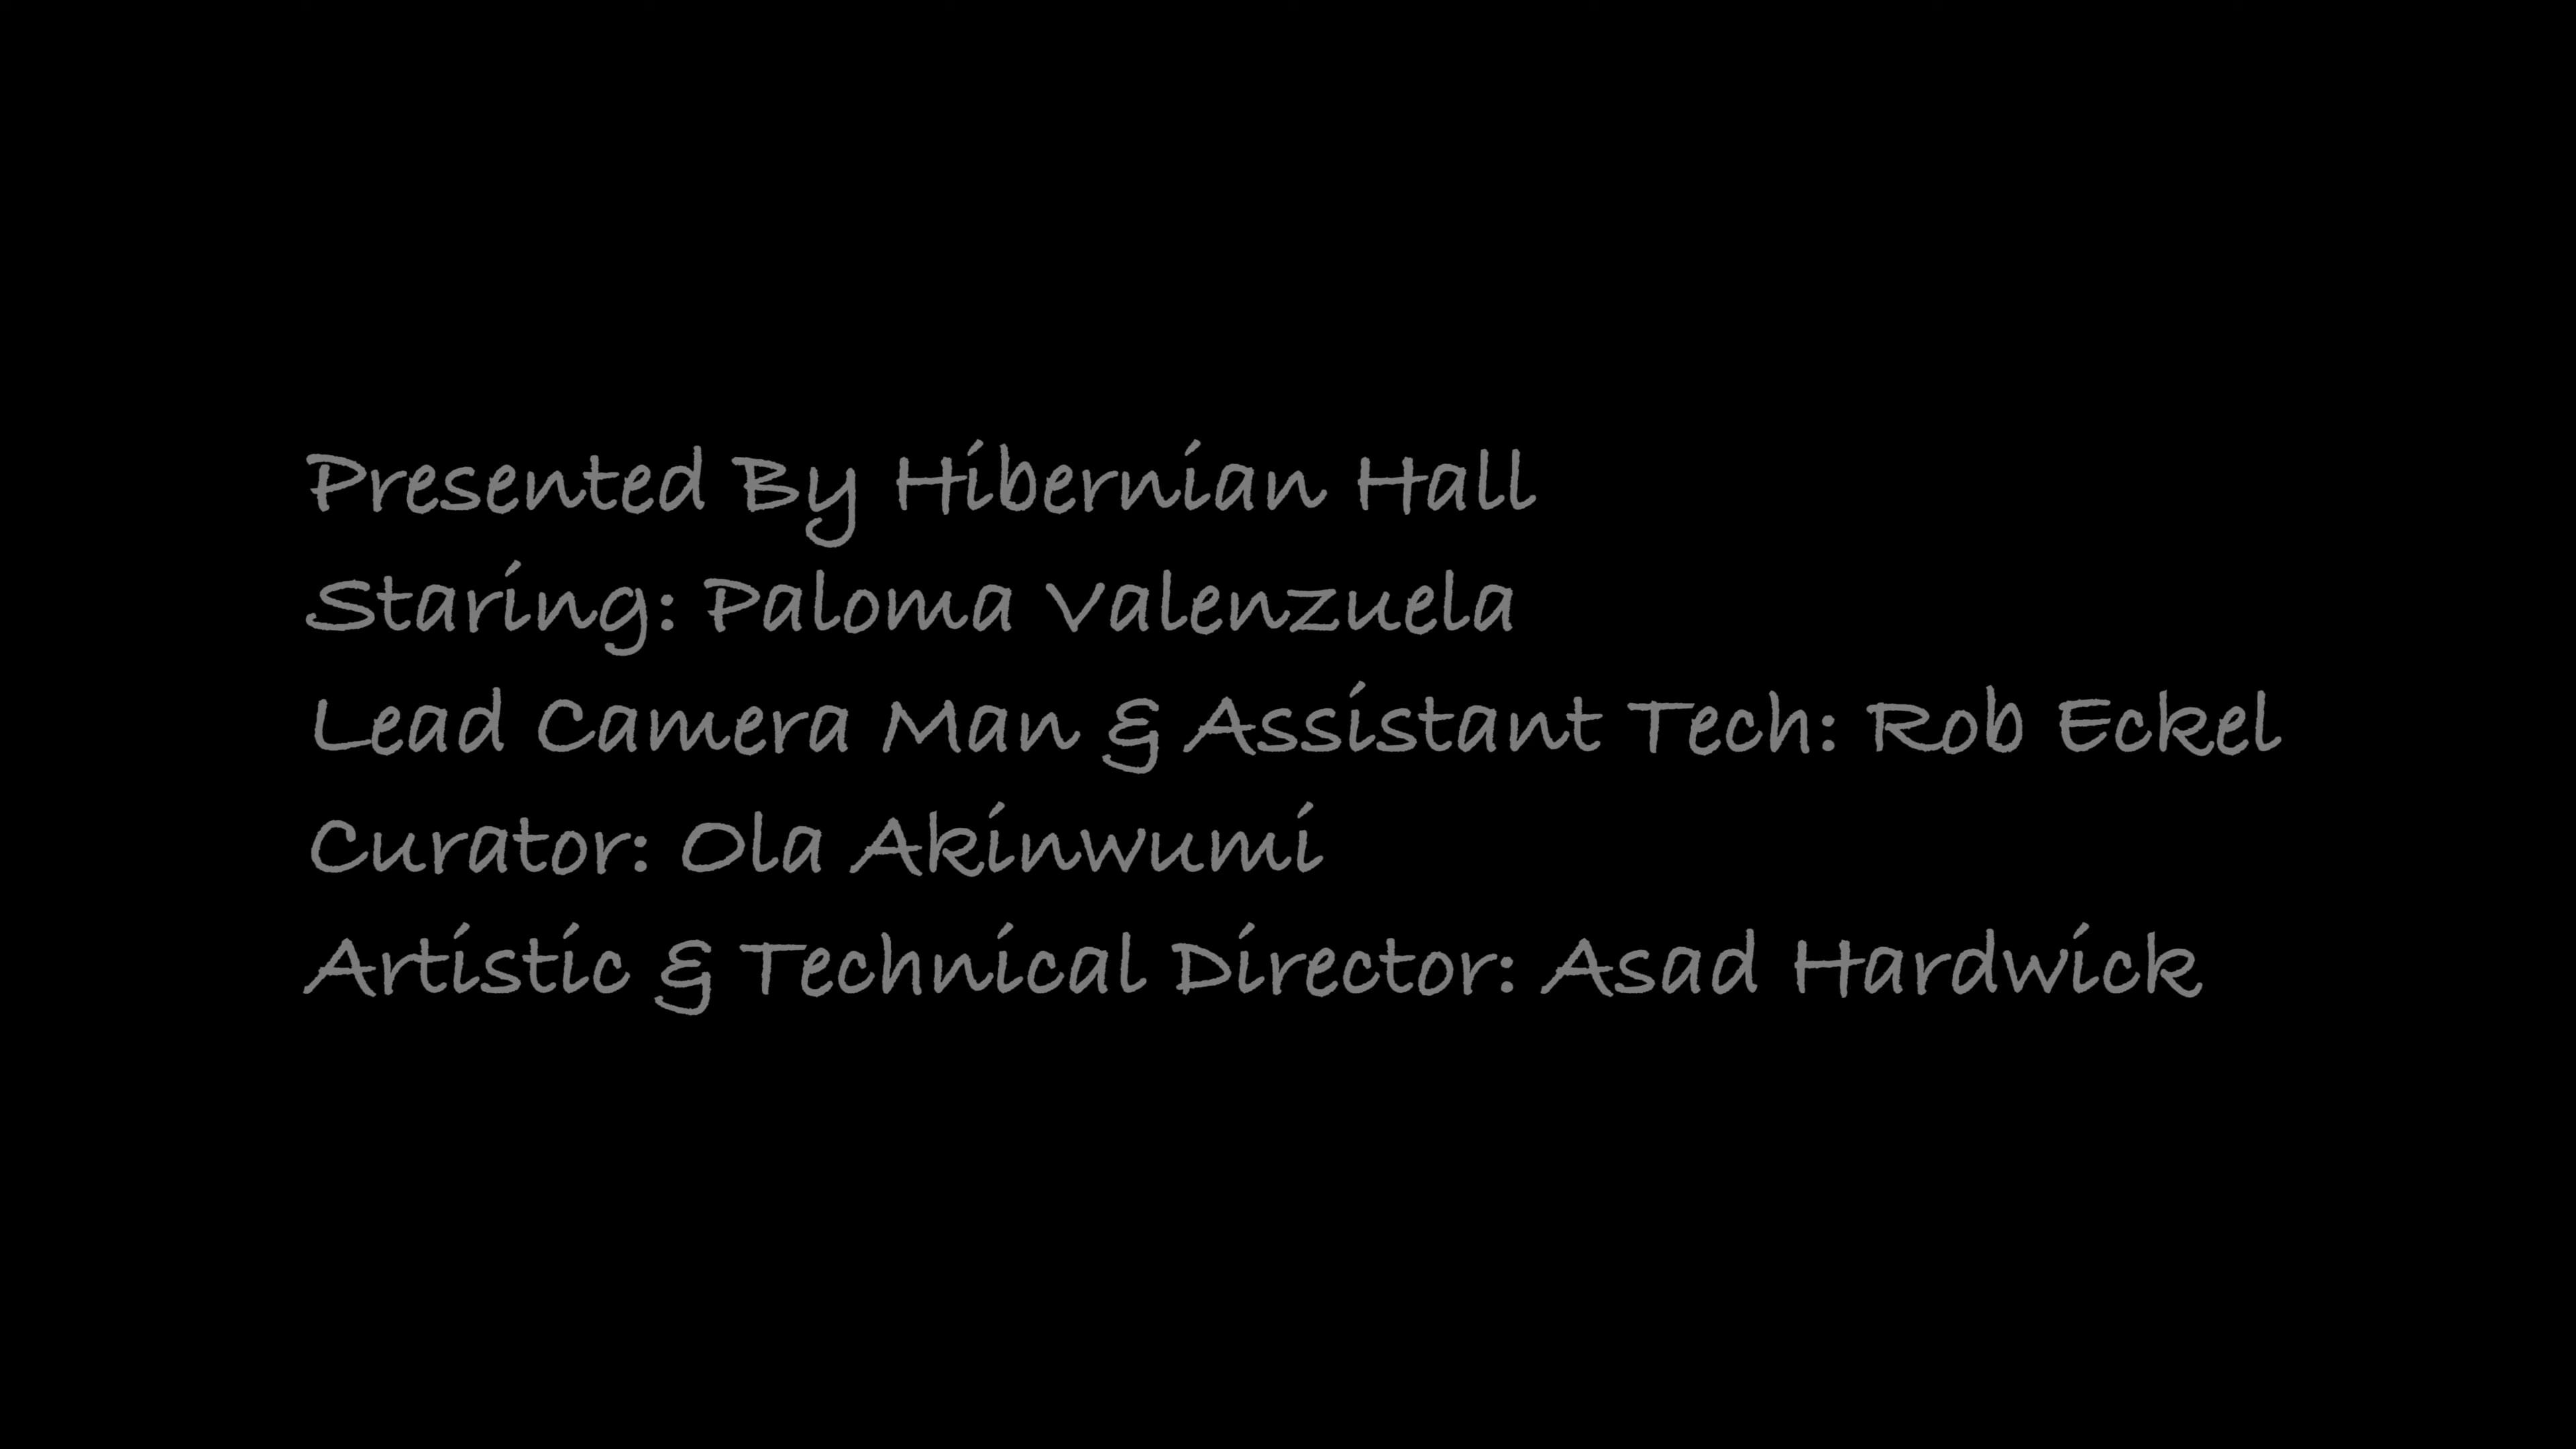 Presented By Hibernian Hall
Staring: Paloma Valenzuela
Lead Camera Man & Assistant Tech: Rob Eckel
Curator: Ola Akinwumi
Artistic & Technical Director: Asad Hardwick